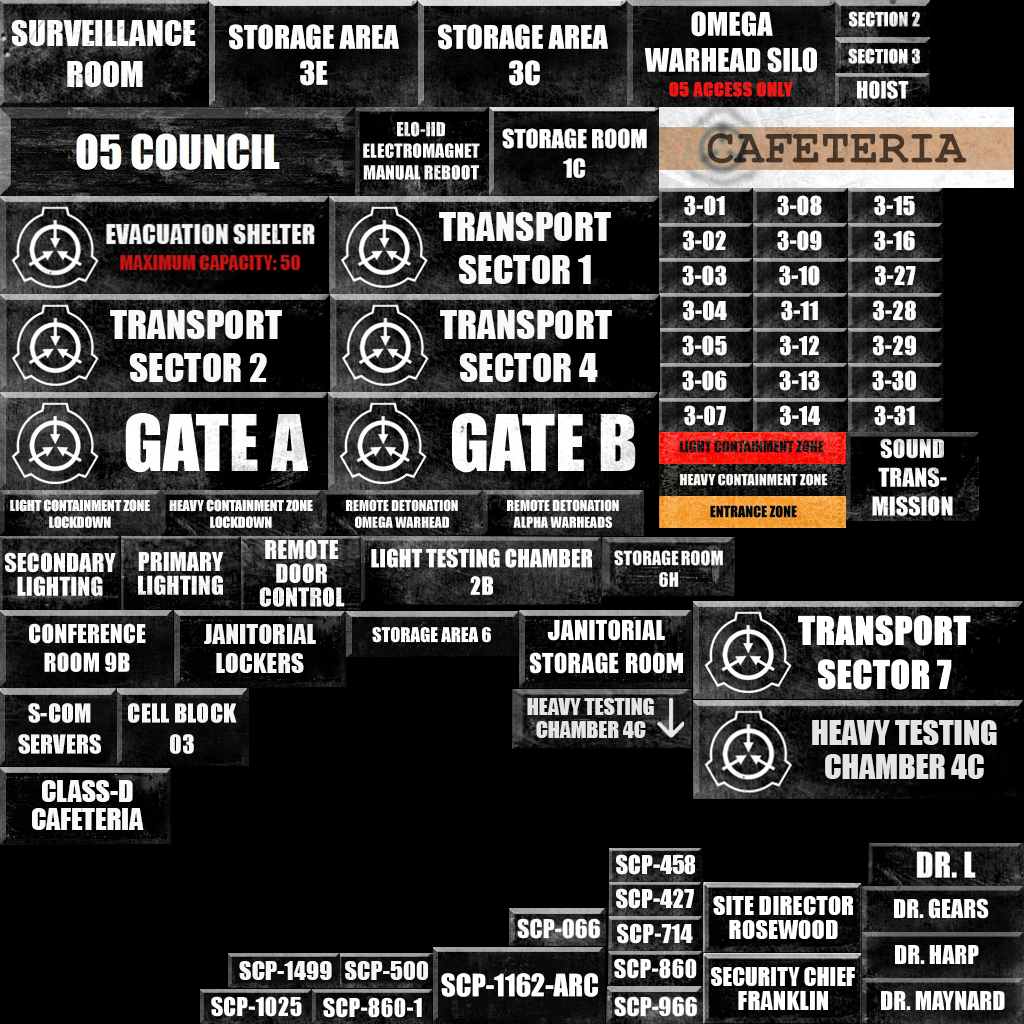 SURVEILLANCE
ROOM
STORAGE AREA
3E
STORAGE AREA
3C
OMEGA
WARHEAD SILO
05 ACCESS ONLY
SECTION 2
SECTION 3
HOIST
05 COUNCIL
ELO-IID
ELECTROMAGNET
MANUAL REBOOT
STORAGE ROOM
1C
CAFETERIA
EVACUATION SHELTER
MAXIMUM CAPACITY: 50
TRANSPORT
SECTOR 1
3-01
3-08
3-15
3-02
3-09
3-16
3-03
3-10
3-27
3-04
3-11
3-28
3-05
3-12
3-29
3-06
3-13
3-30
3-07
3-14
3-31
TRANSPORT
SECTOR 2
TRANSPORT
SECTOR 4
GATE A
GATE B
LIGHT CONTAINMENT ZONE
HEAVY CONTAINMENT ZONE
ENTRANCE ZONE
SOUND
TRANS-
MISSION
LIGHT CONTAINMENT ZONE
LOCKDOWN
HEAVY CONTAINMENT ZONE
LOCKDOWN
REMOTE DETONATION
OMEGA WARHEAD
REMOTE DETONATION
ALPHA WARHEADS
SECONDARY
LIGHTING
PRIMARY
LIGHTING
REMOTE
DOOR
CONTROL
LIGHT TESTING CHAMBER
2B
STORAGE ROOM
6H
CONFERENCE
ROOM 9B
JANITORIAL
LOCKERS
STORAGE AREA 6
JANITORIAL
STORAGE ROOM
TRANSPORT
SECTOR 7
S-COM
SERVERS
CELL BLOCK
03
HEAVY TESTING
CHAMBER 4C
HEAVY TESTING
CHAMBER 4C
CLASS-D
CAFETERIA
SCP-458
SCP-427
SCP-066
SCP-714
SCP-1499
SCP-500
SCP-1162-ARC
SCP-860
SCP-1025
SCP-860-1
SCP-966
SITE DIRECTOR
ROSEWOOD
SECURITY CHIEF
FRANKLIN
DR. L
DR. GEARS
DR. HARP
DR. MAYNARD